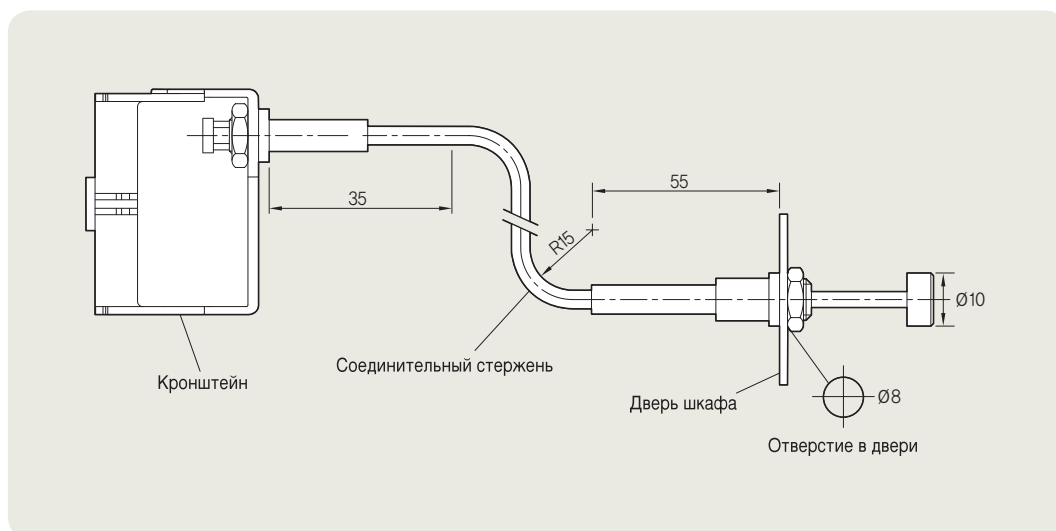 55
35
R15
Ø10
Соединительный стержень
Кронштейн
Дверь шкафа
Ø8
Отверстие в двери